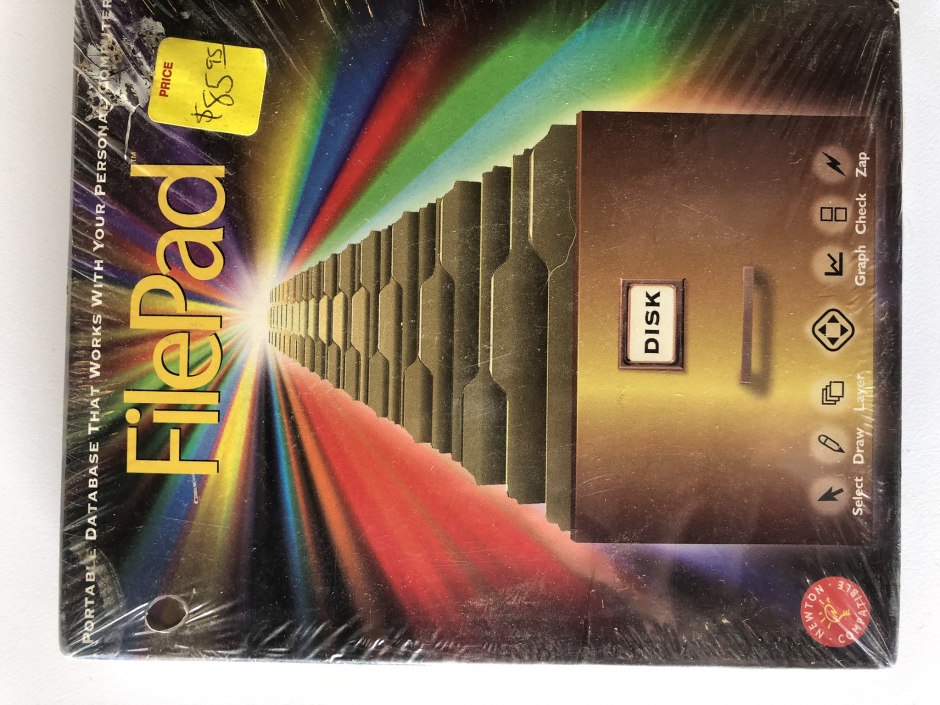 PORTABLE DATABASE THAT WORKS WITH YOUR PERSONAL COMPUTER
PRICE
$85.95
FilePad™
DISK
Select Draw Layer Graph Check Zap
NEWTON · COMPATIBLE ·